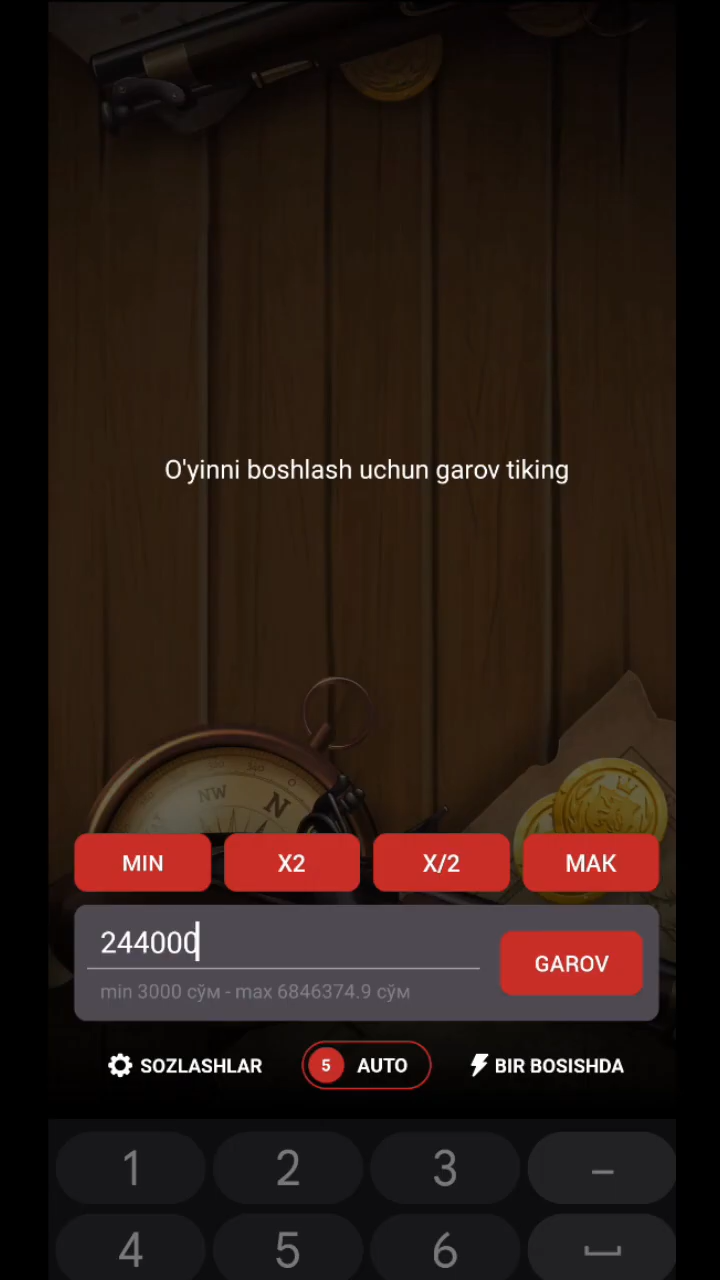 O'yinni boshlash uchun garov tiking
NW N
MIN X2 X/2 MAK
244000
GAROV
min 3000 сўм - max 6846374.9 сўм
SOZLASHLAR 5 AUTO BIR BOSISHDA
1 2 3 –
4 5 6